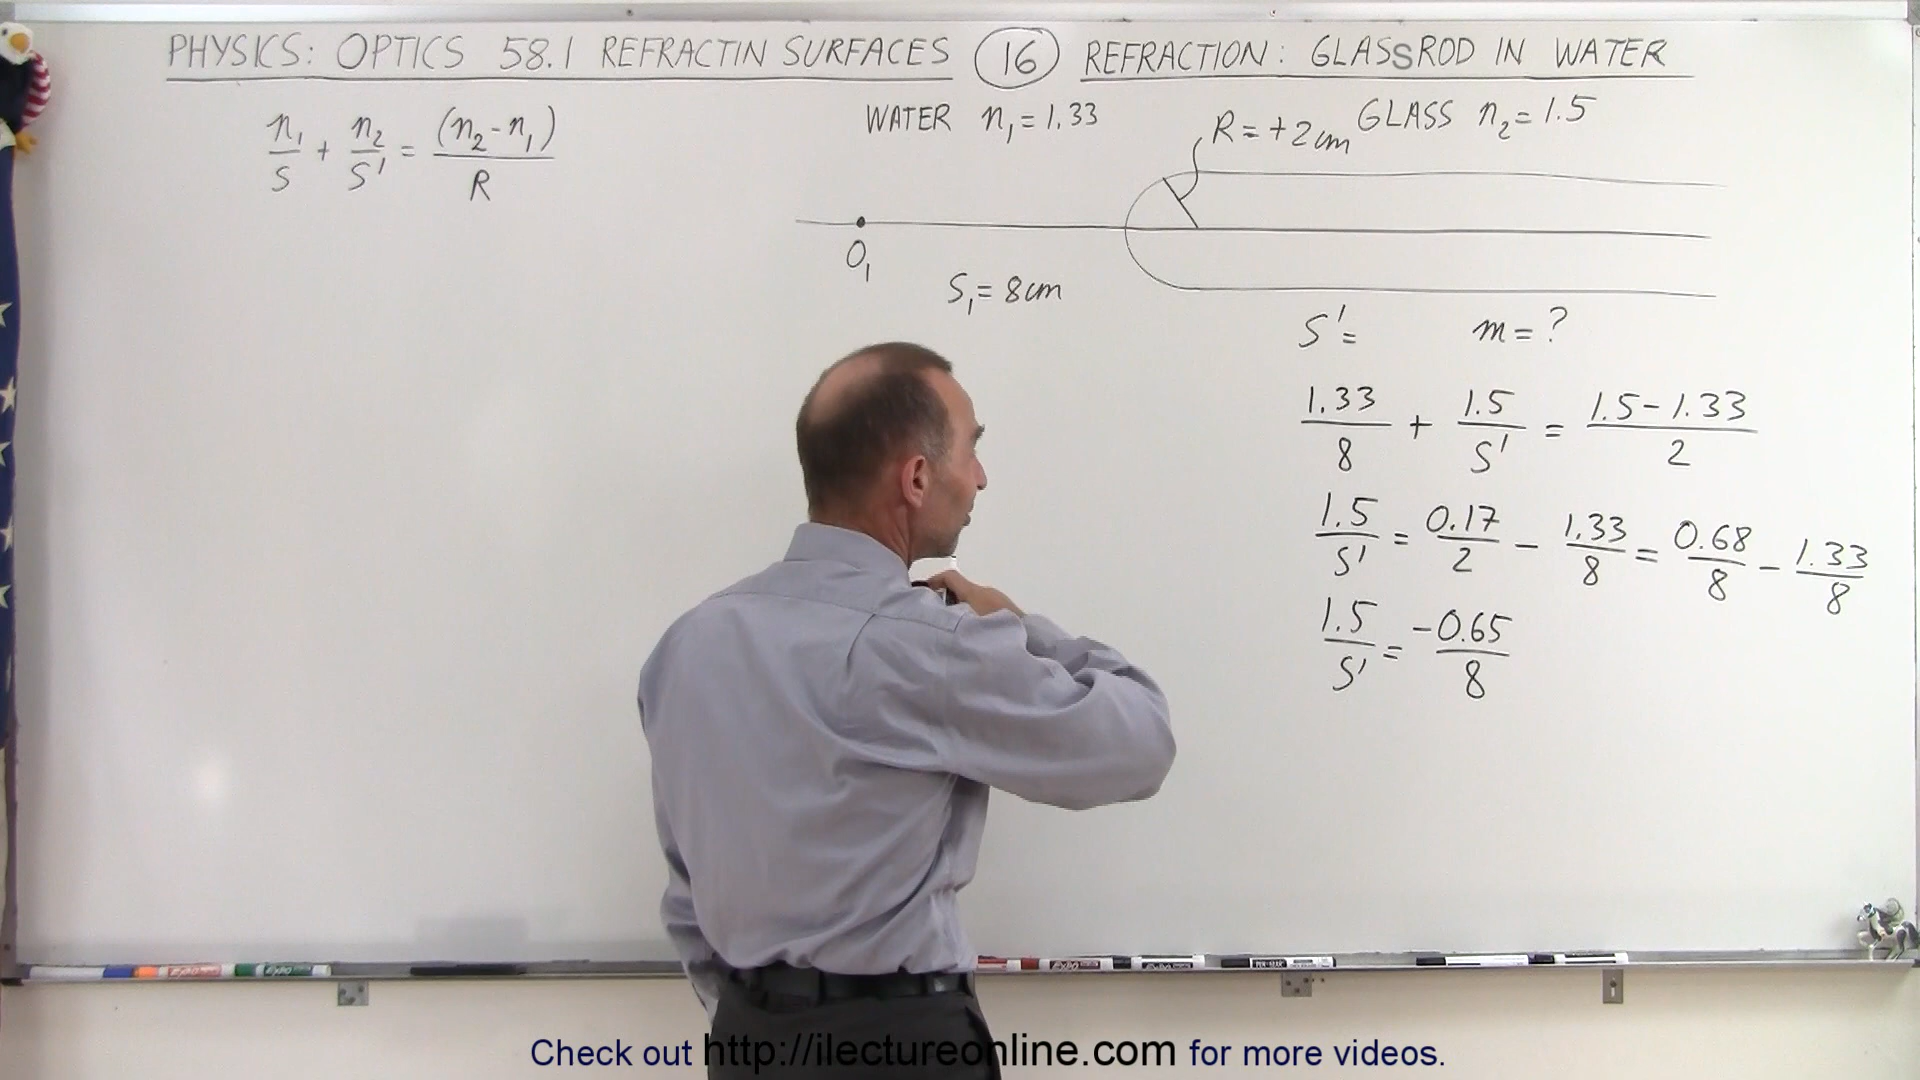 PHYSICS: OPTICS 58.1 REFRACTIN SURFACES 16 REFRACTION: GLASSROD IN WATER
n₁/S + n₂/S' = (n₂-n₁)/R
WATER n₁=1.33
R=+2cm
GLASS n₂=1.5
O₁
S₁=8cm
S'= m=?
1.33/8 + 1.5/S' = 1.5-1.33/2
1.5/S' = 0.17/2 - 1.33/8 = 0.68/8 - 1.33/8
1.5/S' = -0.65/8
Check out http://ilectureonline.com for more videos.